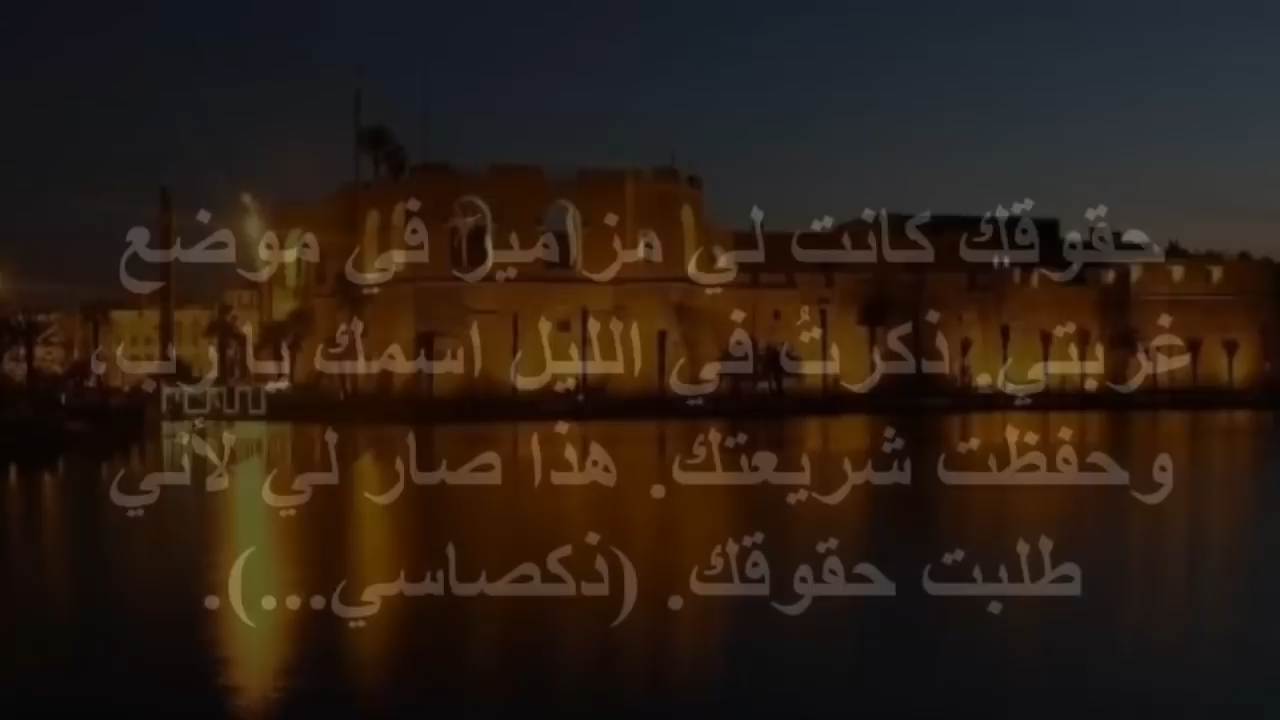 حقوقك كانت لي مزامير في موضع
غربتي. ذكرتُ في الليل اسمك يا رب،
وحفظت شريعتك. هذا صار لي لأني
طلبت حقوقك. (ذكصاسي...).